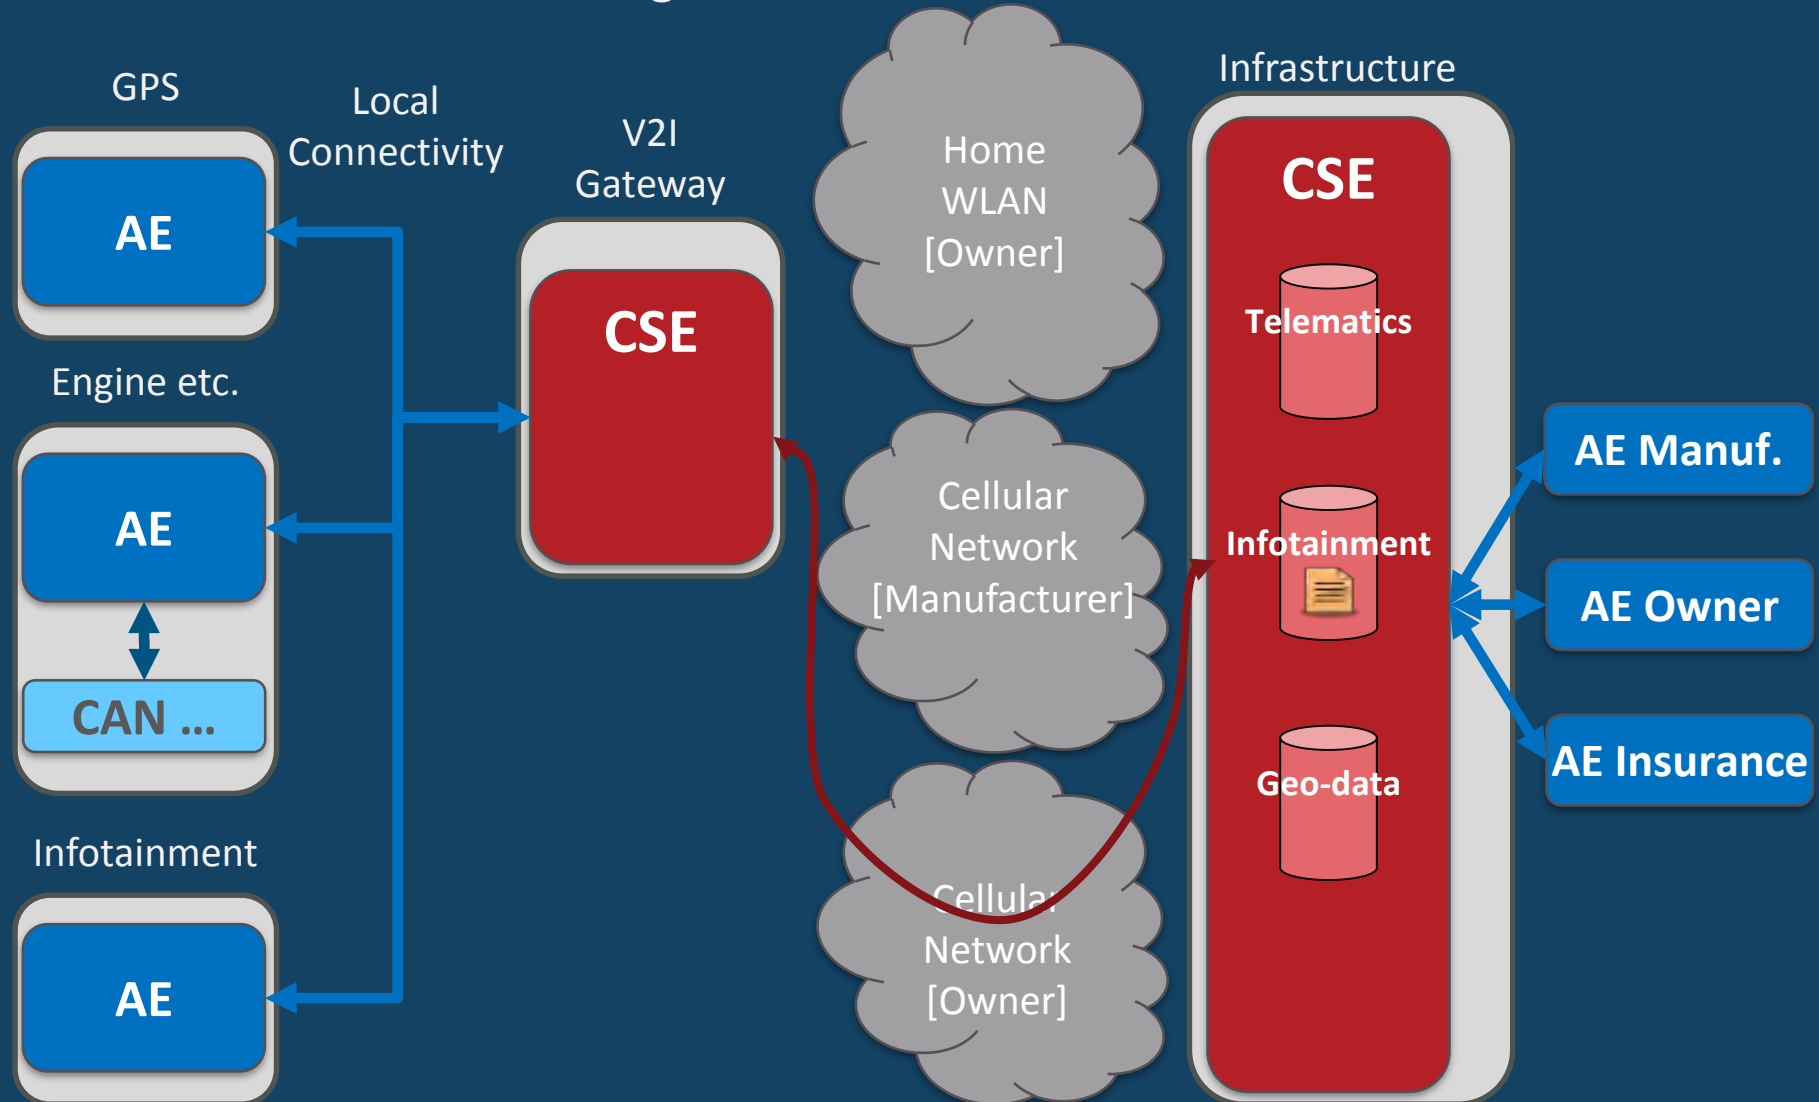 GPS
AE
Local
Connectivity
Engine etc.
AE
CAN ...
Infotainment
AE
V2I
Gateway
CSE
Home
WLAN
[Owner]
Cellular
Network
[Manufacturer]
Cellular
Network
[Owner]
Infrastructure
CSE
Telematics
Infotainment
Geo-data
AE Manuf.
AE Owner
AE Insurance